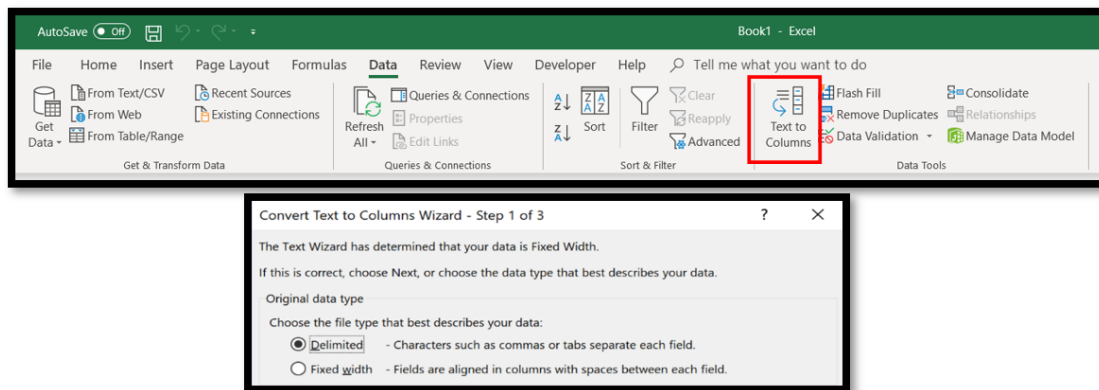 AutoSave Off
Book1 - Excel
File Home Insert Page Layout Formulas Data Review View Developer Help Tell me what you want to do
From Text/CSV
From Web
From Table/Range
Get
Data
Recent Sources
Existing Connections
Get & Transform Data
Refresh
All
Queries & Connections
Properties
Edit Links
Queries & Connections
A
Z
Z
A
Z A
A Z
Sort
Filter
Clear
Reapply
Advanced
Sort & Filter
Text to
Columns
Flash Fill
Remove Duplicates
Data Validation
Consolidate
Relationships
Manage Data Model
Data Tools
Convert Text to Columns Wizard - Step 1 of 3 ?
The Text Wizard has determined that your data is Fixed Width.
If this is correct, choose Next, or choose the data type that best describes your data.
Original data type
Choose the file type that best describes your data:
Delimited - Characters such as commas or tabs separate each field.
Fixed width - Fields are aligned in columns with spaces between each field.